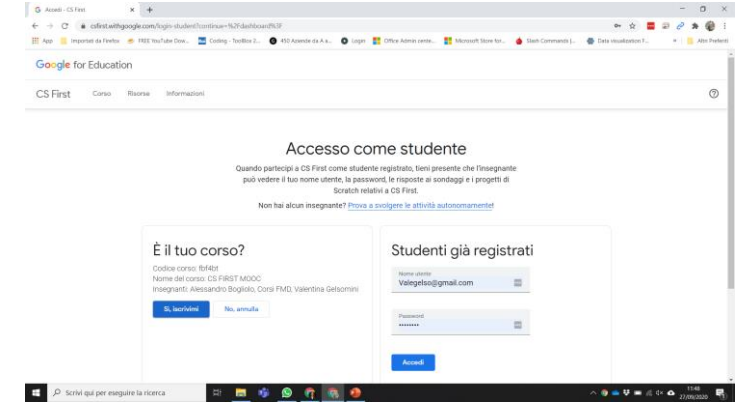 Accedi - CS First
csfirst.withgoogle.com/login-student?continue=%2Fdashboard%3F
App Importati da Firefox FREE YouTube Dow... Coding - ToolBox 2... 450 Aziende da A a... Login Office Admin cente... Microsoft Store for... Slash Commands |... Data visualization T... Altri Preferiti
Google for Education
CS First Corso Risorse Informazioni
Accesso come studente
Quando partecipi a CS First come studente registrato, tieni presente che l'insegnante
può vedere il tuo nome utente, la password, le risposte ai sondaggi e i progetti di
Scratch relativi a CS First.
Non hai alcun insegnante? Prova a svolgere le attività autonomamente!
È il tuo corso?
Codice corso: fbf4bt
Nome del corso: CS FIRST MOOC
Insegnanti: Alessandro Bogliolo, Corsi FMD, Valentina Gelsomini
Sì, iscrivimi No, annulla
Studenti già registrati
Nome utente
Valegelso@gmail.com
Password
••••••••
Accedi
Scrivi qui per eseguire la ricerca
11:48
27/09/2020